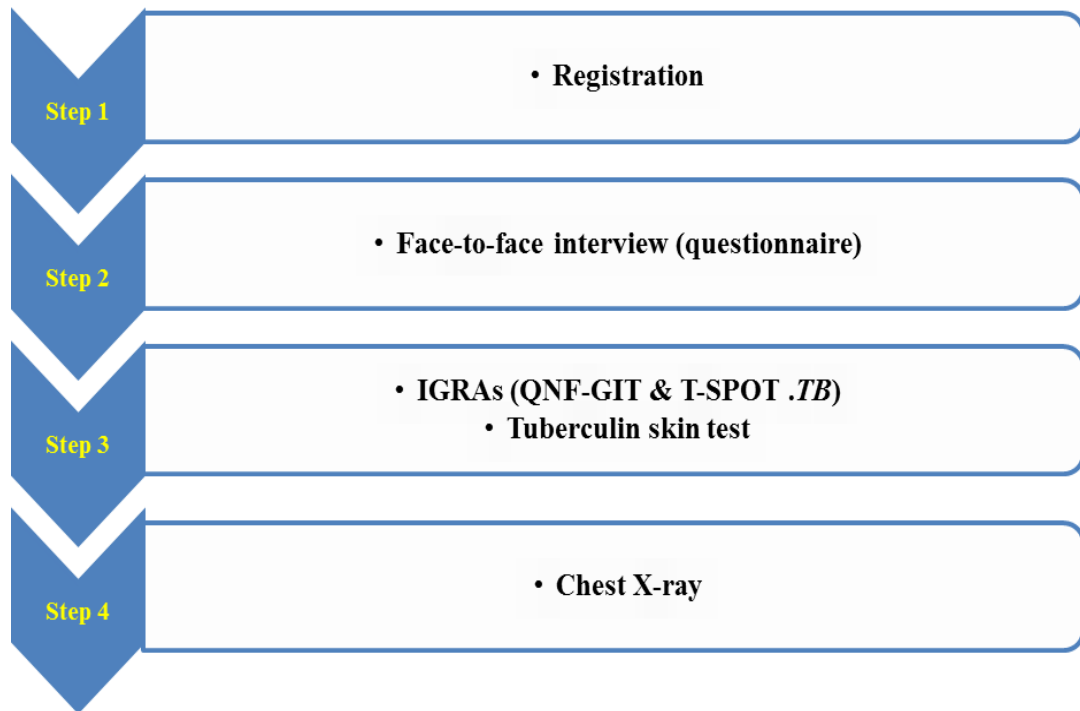 Step 1
• Registration
Step 2
• Face-to-face interview (questionnaire)
Step 3
• IGRAs (QNF-GIT & T-SPOT .TB)
• Tuberculin skin test
Step 4
• Chest X-ray